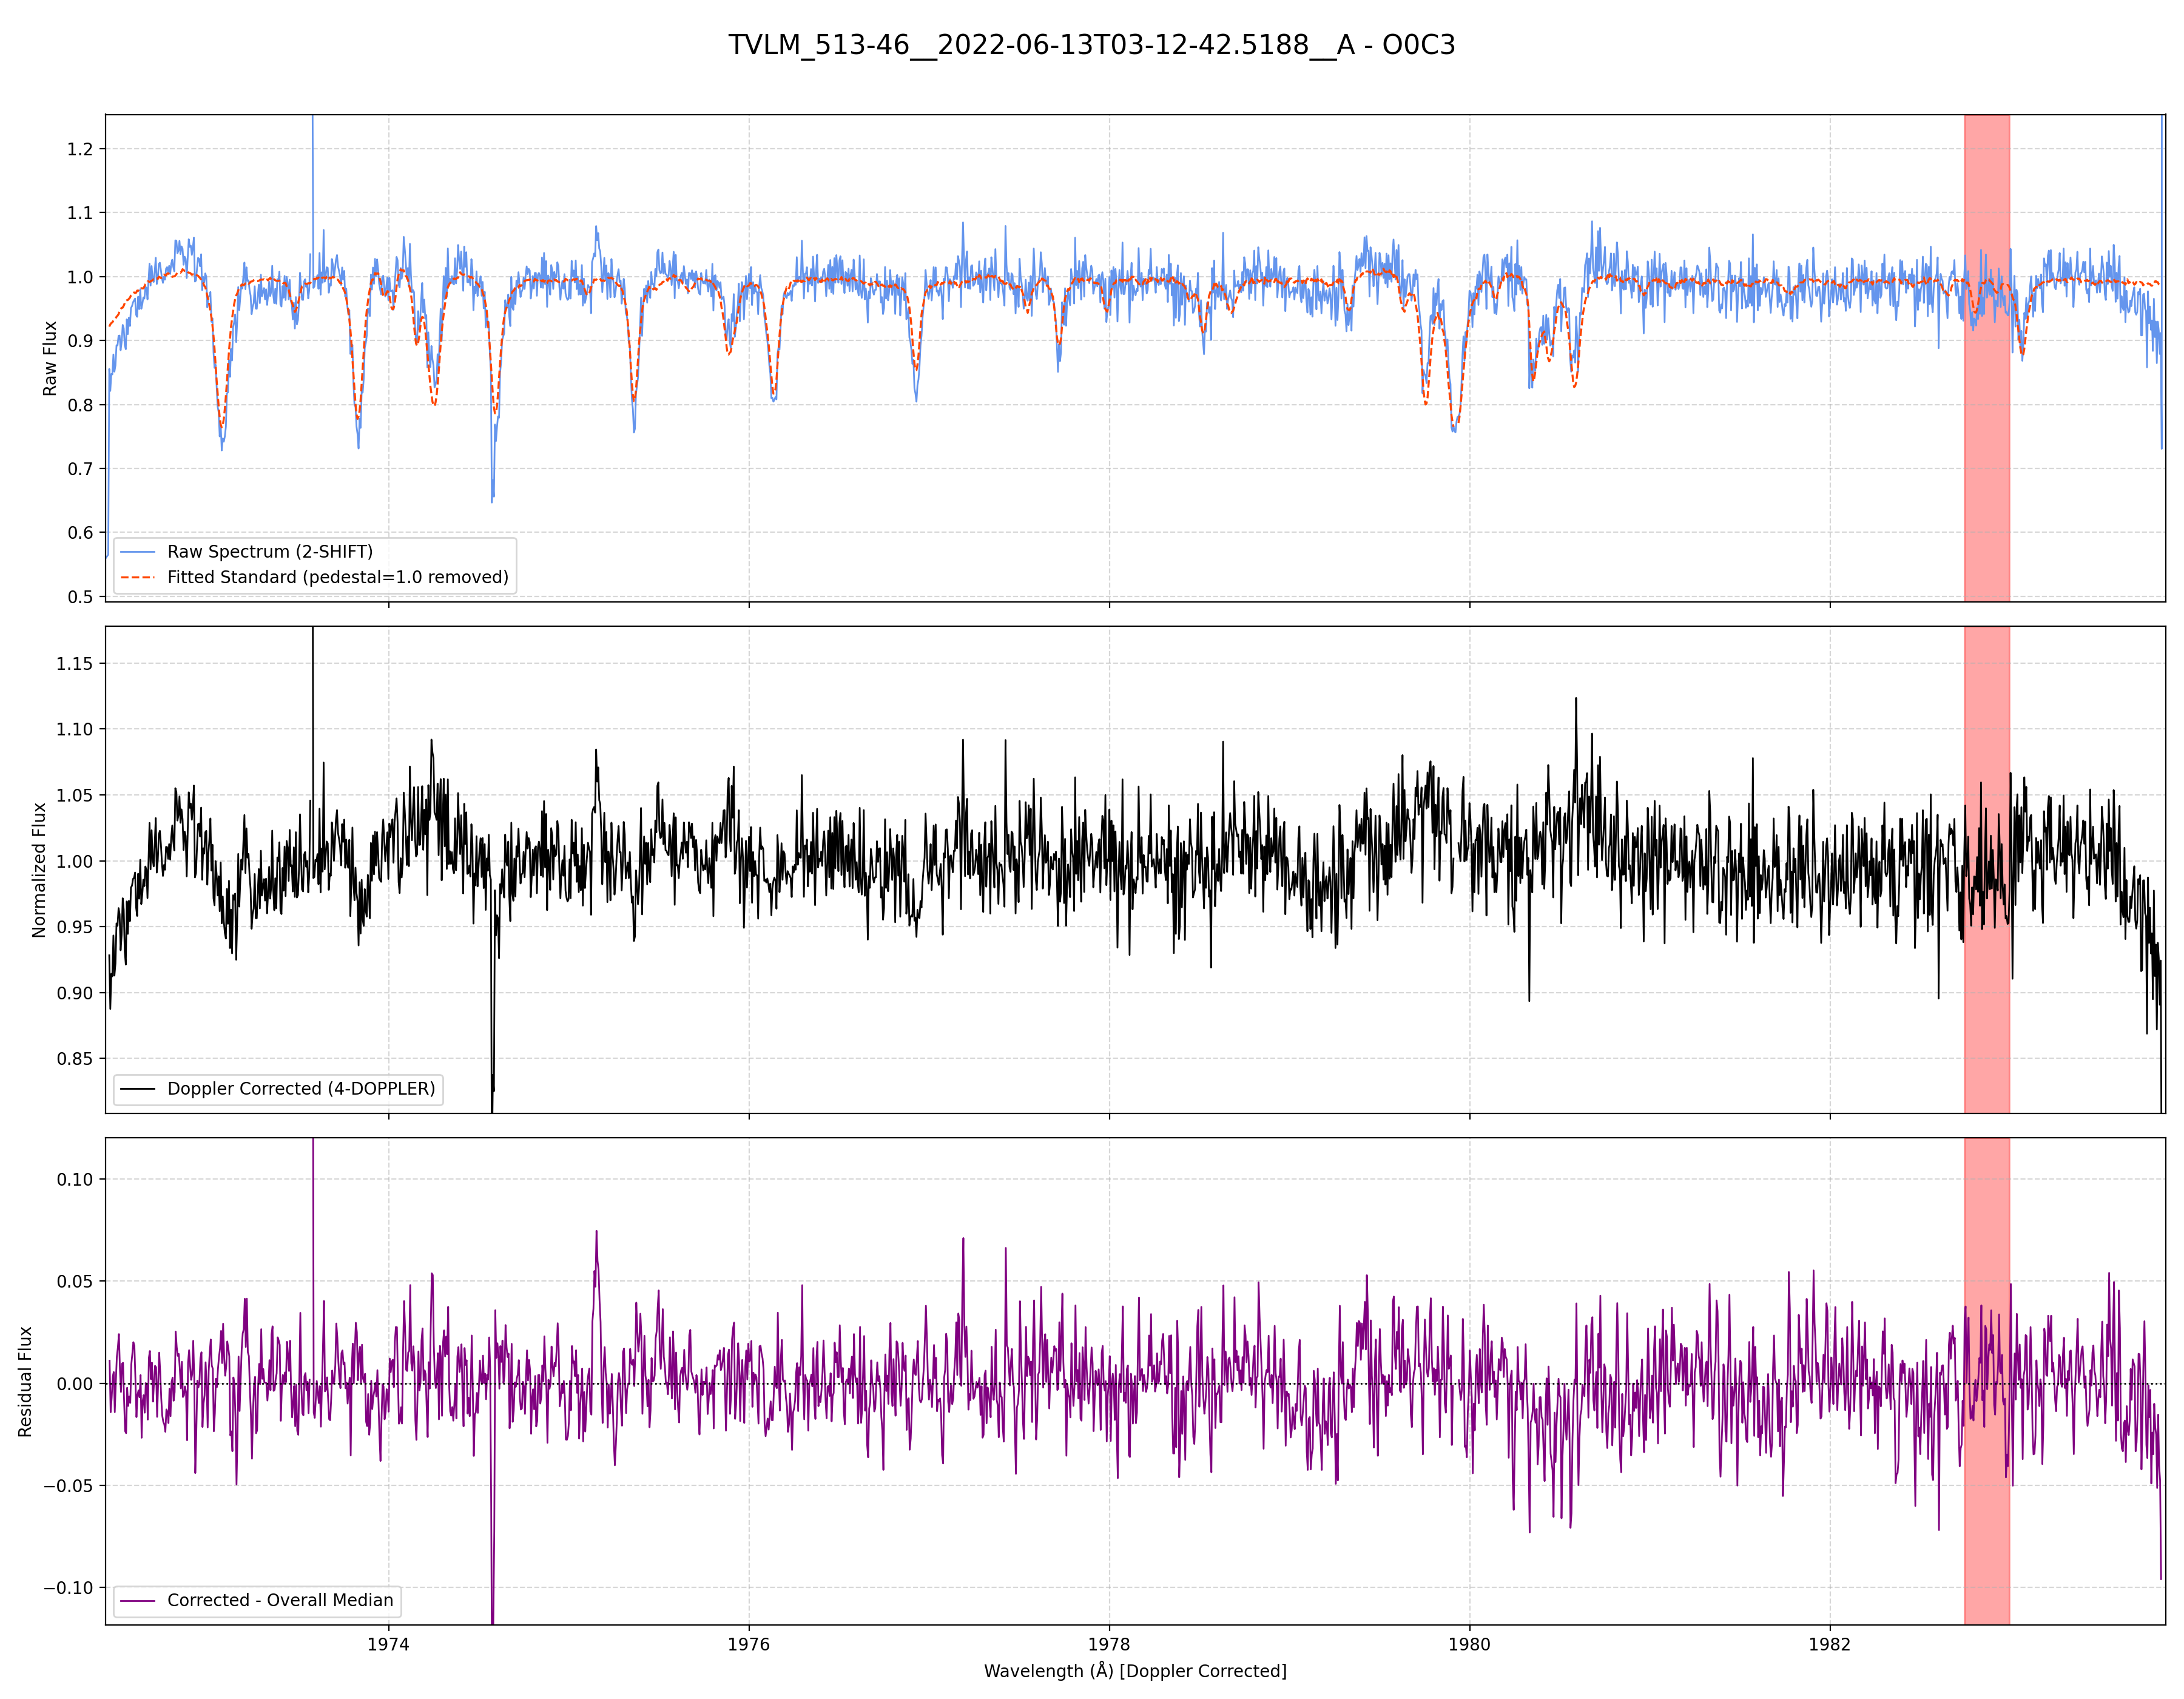 TVLM_513-46__2022-06-13T03-12-42.5188__A - O0C3
1.2
1.1
1.0
0.9
0.8
0.7
0.6
0.5
Raw Flux
Raw Spectrum (2-SHIFT)
Fitted Standard (pedestal=1.0 removed)
1.15
1.10
1.05
1.00
0.95
0.90
0.85
Normalized Flux
Doppler Corrected (4-DOPPLER)
0.10
0.05
0.00
−0.05
−0.10
Residual Flux
Corrected - Overall Median
1974 1976 1978 1980 1982
Wavelength (Å) [Doppler Corrected]